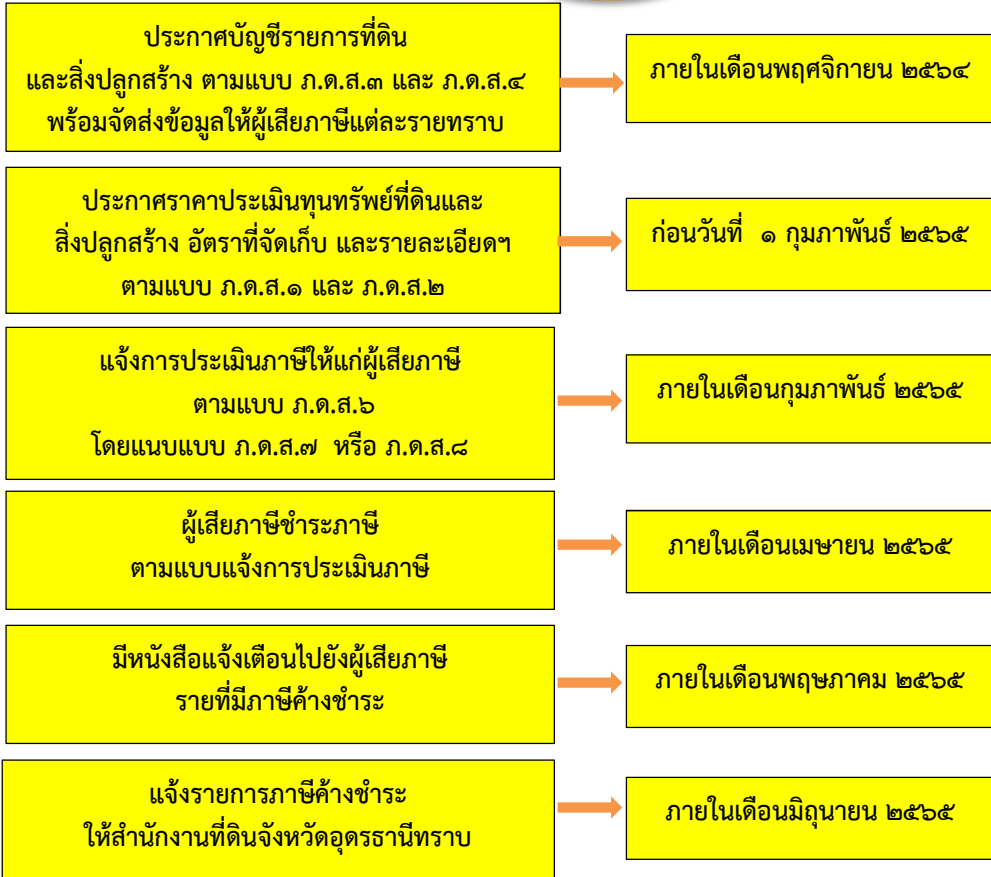 ประกาศบัญชีรายการที่ดิน
และสิ่งปลูกสร้าง ตามแบบ ภ.ด.ส.๓ และ ภ.ด.ส.๔
พร้อมจัดส่งข้อมูลให้ผู้เสียภาษีแต่ละรายทราบ
ภายในเดือนพฤศจิกายน ๒๕๖๔
ประกาศราคาประเมินทุนทรัพย์ที่ดินและ
สิ่งปลูกสร้าง อัตราที่จัดเก็บ และรายละเอียดฯ
ตามแบบ ภ.ด.ส.๑ และ ภ.ด.ส.๒
ก่อนวันที่ ๑ กุมภาพันธ์ ๒๕๖๕
แจ้งการประเมินภาษีให้แก่ผู้เสียภาษี
ตามแบบ ภ.ด.ส.๖
โดยแนบแบบ ภ.ด.ส.๗ หรือ ภ.ด.ส.๘
ภายในเดือนกุมภาพันธ์ ๒๕๖๕
ผู้เสียภาษีชำระภาษี
ตามแบบแจ้งการประเมินภาษี
ภายในเดือนเมษายน ๒๕๖๕
มีหนังสือแจ้งเตือนไปยังผู้เสียภาษี
รายที่มีภาษีค้างชำระ
ภายในเดือนพฤษภาคม ๒๕๖๕
แจ้งรายการภาษีค้างชำระ
ให้สำนักงานที่ดินจังหวัดอุดรธานีทราบ
ภายในเดือนมิถุนายน ๒๕๖๕